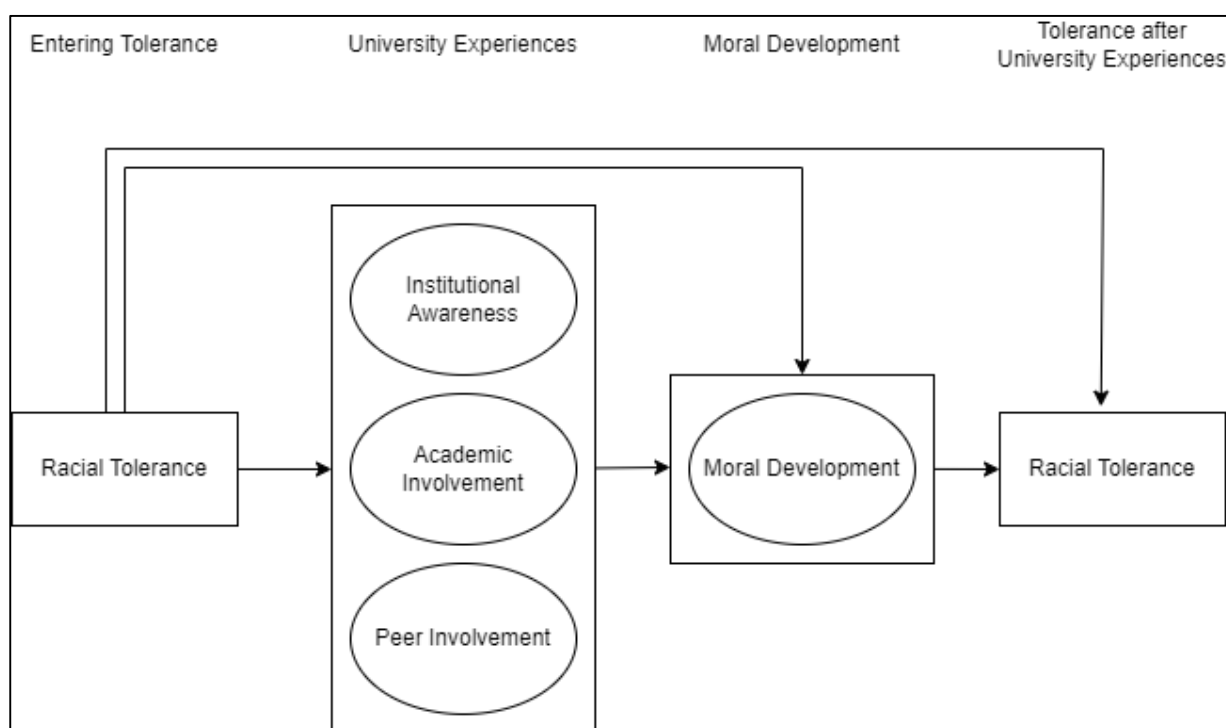 Entering Tolerance
University Experiences
Moral Development
Tolerance after
University Experiences
Institutional
Awareness
Racial Tolerance
Academic
Involvement
Moral Development
Racial Tolerance
Peer Involvement